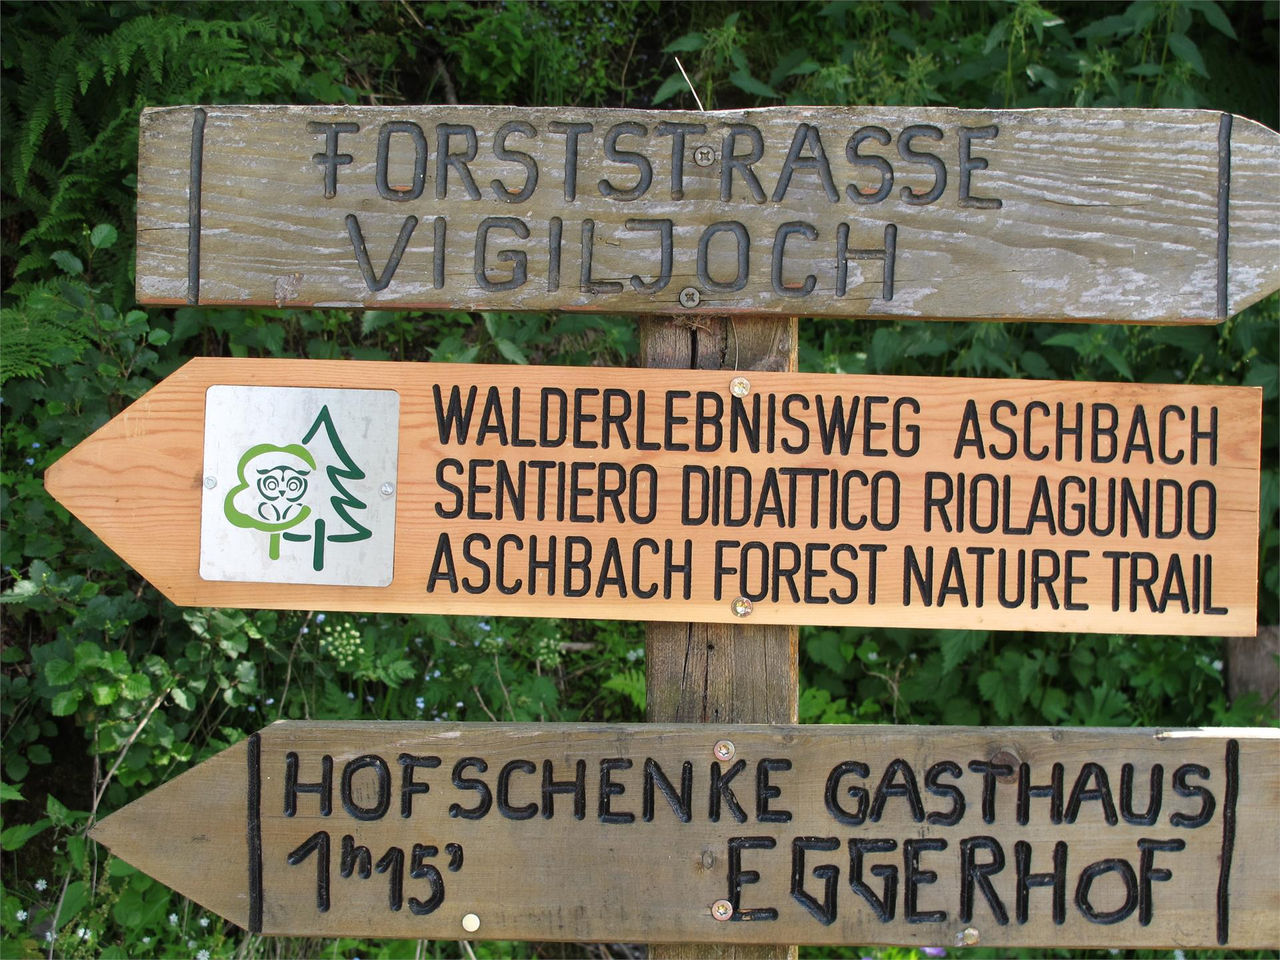 FORSTSTRASSE
VIGILJOCH
WALDERLEBNISWEG ASCHBACH
SENTIERO DIDATTICO RIOLAGUNDO
ASCHBACH FOREST NATURE TRAIL
HOFSCHENKE GASTHAUS
1h15' EGGERHOF